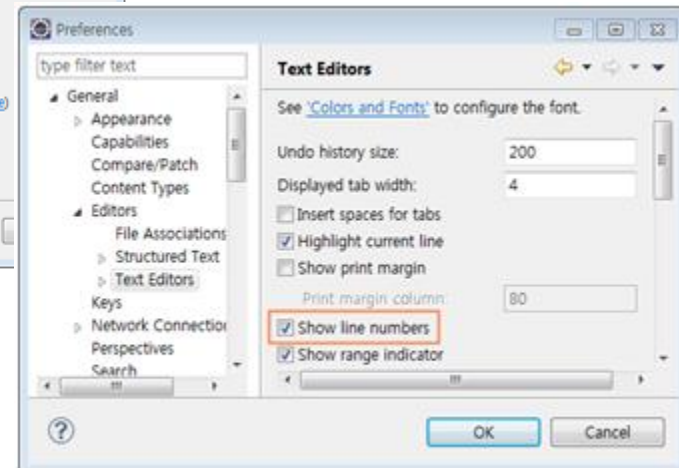 Preferences
type filter text
General
Appearance
Capabilities
Compare/Patch
Content Types
Editors
File Associations
Structured Text
Text Editors
Keys
Network Connection
Perspectives
Search
Text Editors
See 'Colors and Fonts' to configure the font.
Undo history size:
200
Displayed tab width:
4
Insert spaces for tabs
Highlight current line
Show print margin
Print margin column:
80
Show line numbers
Show range indicator
OK
Cancel